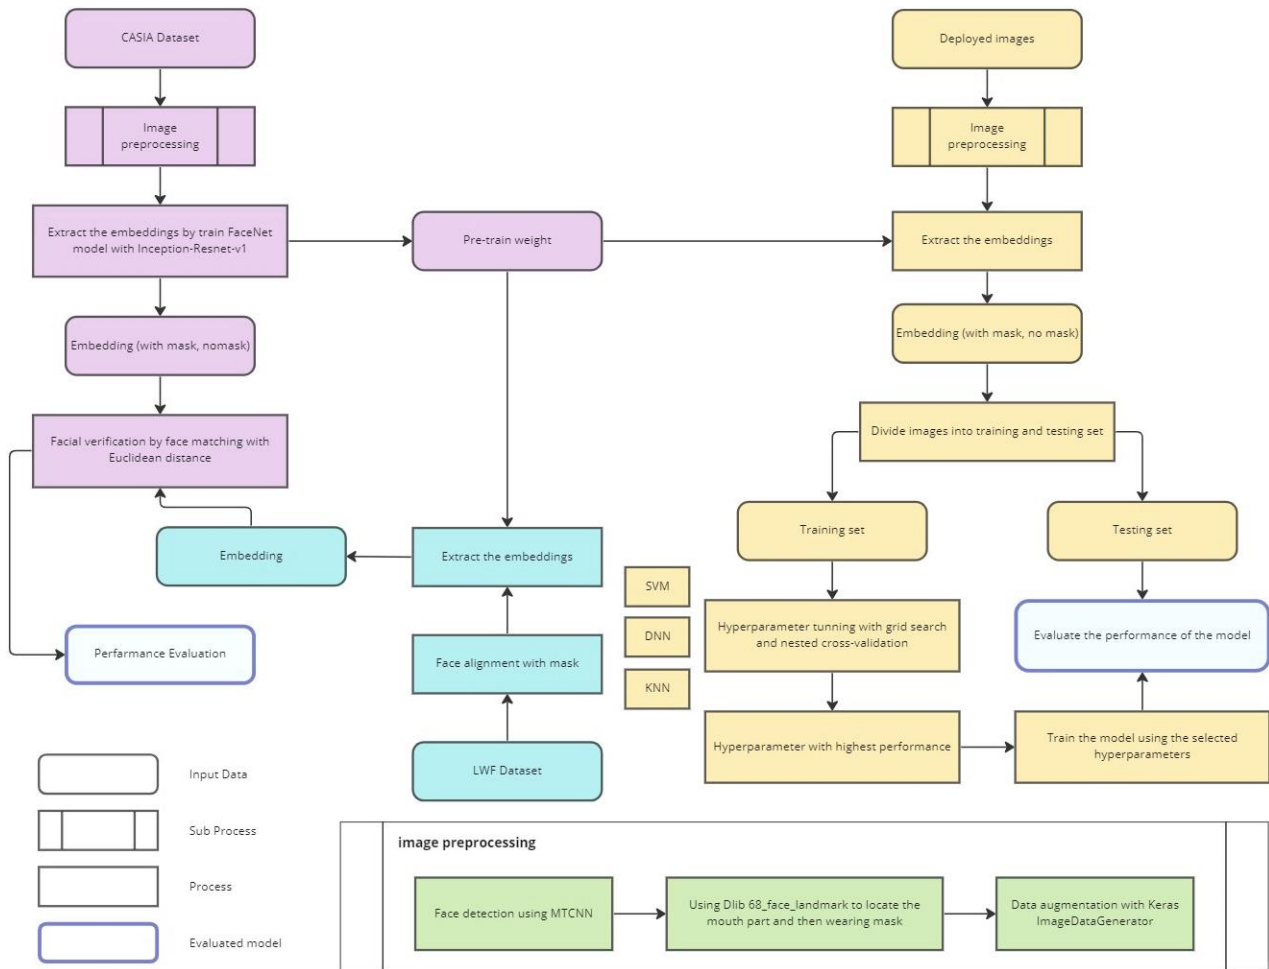 CASIA Dataset
Image
preprocessing
Extract the embeddings by train FaceNet
model with Inception-Resnet-v1
Embedding (with mask, nomask)
Facial verification by face matching with
Euclidean distance
Pre-train weight
Embedding
Extract the embeddings
Face alignment with mask
LWF Dataset
Perfarmance Evaluation
Deployed images
Image
preprocessing
Extract the embeddings
Embedding (with mask, no mask)
Divide images into training and testing set
Training set
Testing set
SVM
DNN
KNN
Hyperparameter tunning with grid search
and nested cross-validation
Evaluate the performance of the model
Hyperparameter with highest performance
Train the model using the selected
hyperparameters
Input Data
Sub Process
Process
Evaluated model
image preprocessing
Face detection using MTCNN
Using Dlib 68_face_landmark to locate the
mouth part and then wearing mask
Data augmentation with Keras
ImageDataGenerator